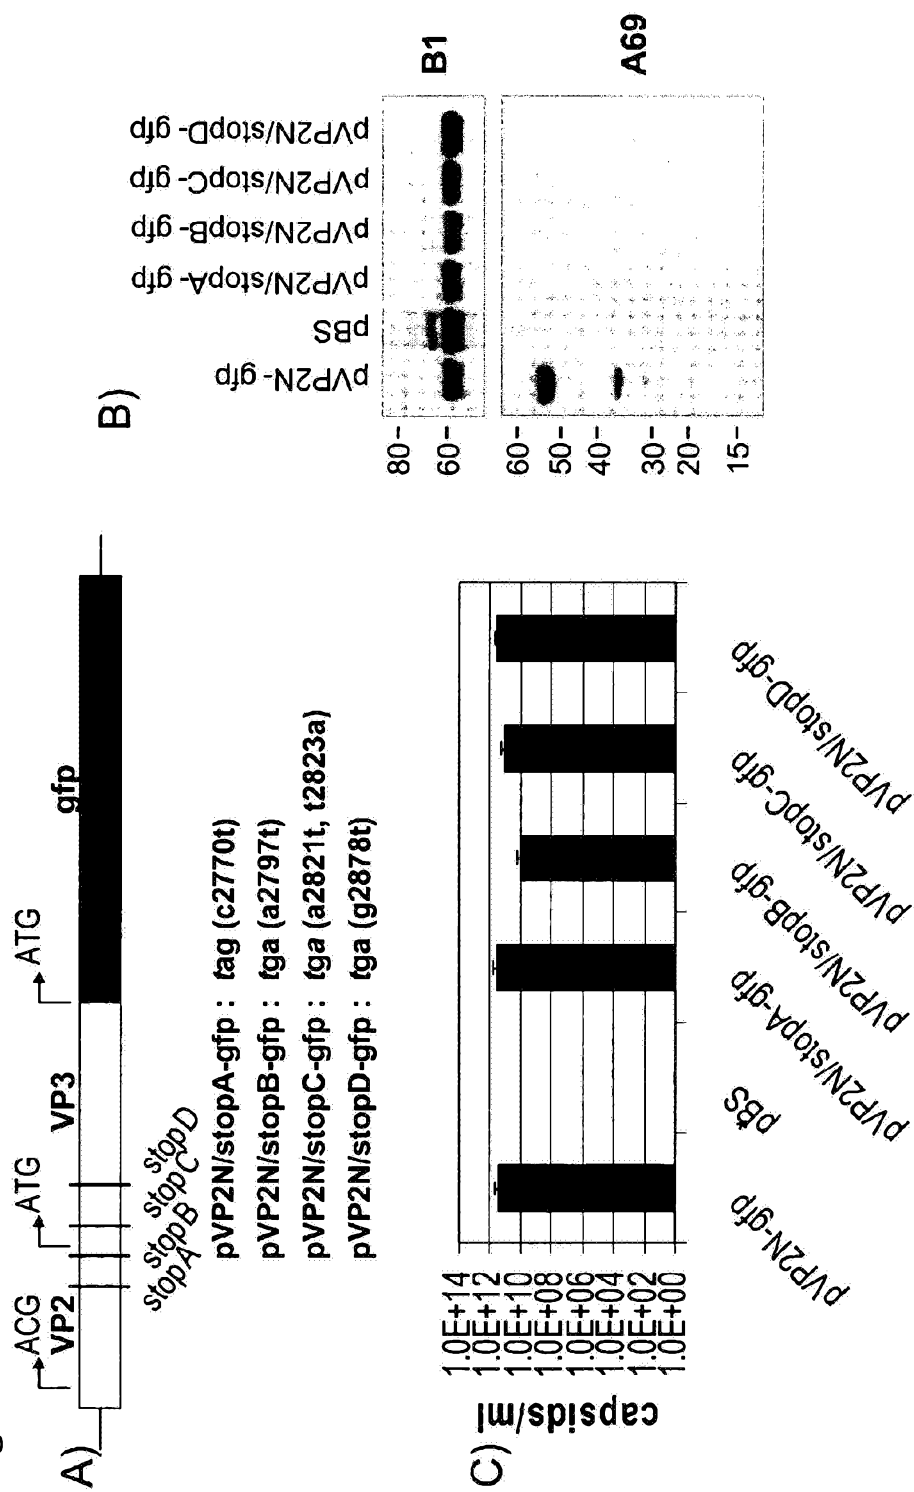 A)
ACG
ATG
ATG
VP2
VP3
gfp
stopA
stopB
stopC
stopD
pVP2N/stopA-gfp : tag (c2770t)
pVP2N/stopB-gfp : tga (a2797t)
pVP2N/stopC-gfp : tga (a2821t, t2823a)
pVP2N/stopD-gfp : tga (g2878t)
B)
pVP2N- gfp
pBS
pVP2N/stopA- gfp
pVP2N/stopB- gfp
pVP2N/stopC- gfp
pVP2N/stopD- gfp
80-
60-
B1
60-
50-
40-
30-
20-
15-
A69
C)
capsids/ml
1.0E+14
1.0E+12
1.0E+10
1.0E+08
1.0E+06
1.0E+04
1.0E+02
1.0E+00
pVP2N-gfp
pBS
pVP2N/stopA-gfp
pVP2N/stopB-gfp
pVP2N/stopC-gfp
pVP2N/stopD-gfp